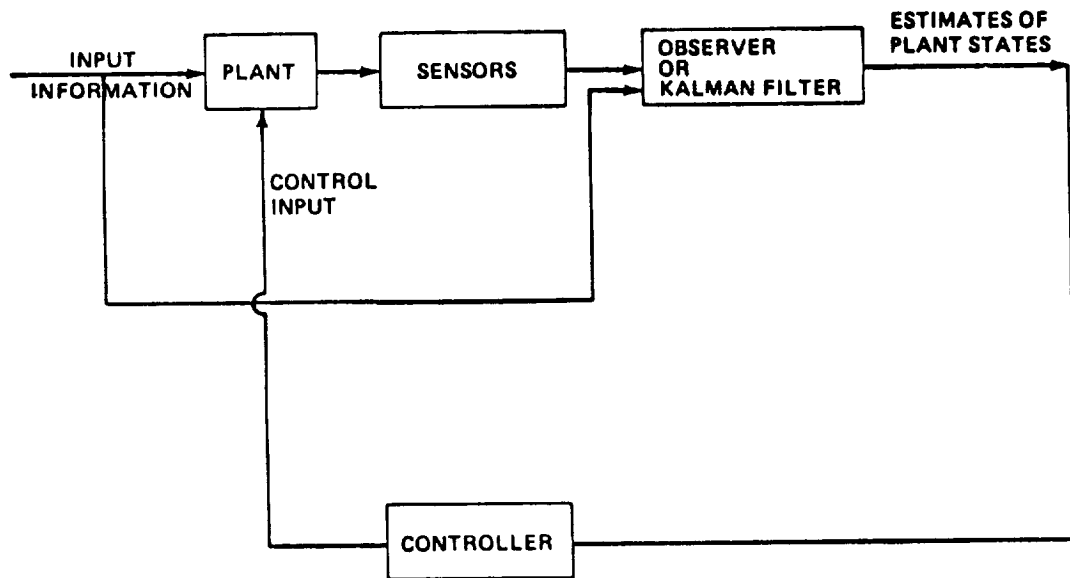 INPUT
INFORMATION
PLANT
SENSORS
OBSERVER
OR
KALMAN FILTER
ESTIMATES OF
PLANT STATES
CONTROL
INPUT
CONTROLLER